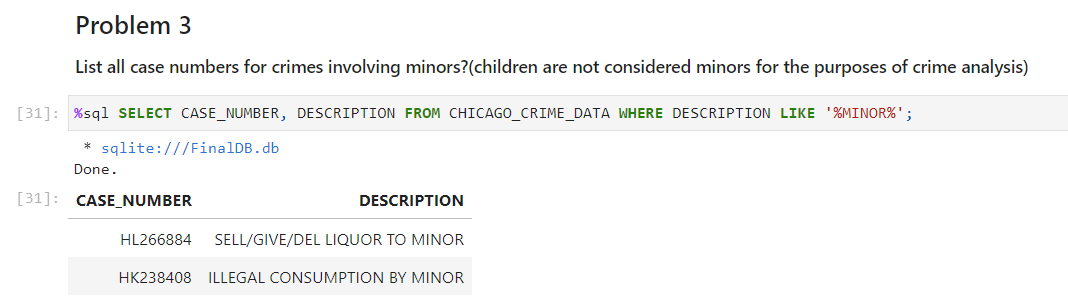 Problem 3
List all case numbers for crimes involving minors?(children are not considered minors for the purposes of crime analysis)
[31]: %sql SELECT CASE_NUMBER, DESCRIPTION FROM CHICAGO_CRIME_DATA WHERE DESCRIPTION LIKE '%MINOR%';
* sqlite:///FinalDB.db
Done.
[31]: CASE_NUMBER DESCRIPTION
HL266884 SELL/GIVE/DEL LIQUOR TO MINOR
HK238408 ILLEGAL CONSUMPTION BY MINOR